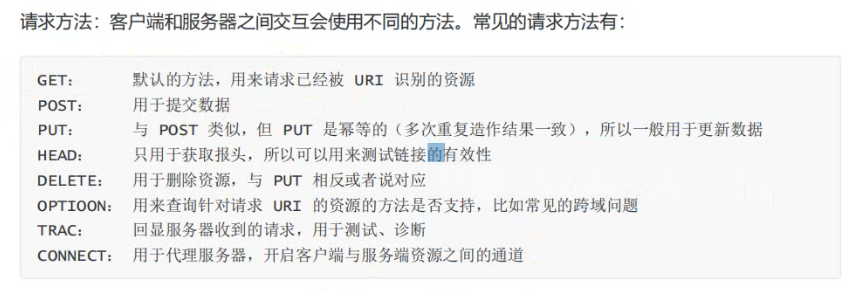 请求方法：客户端和服务器之间交互会使用不同的方法。常见的请求方法有：
GET： 默认的方法，用来请求已经被 URI 识别的资源
POST： 用于提交数据
PUT： 与 POST 类似，但 PUT 是幂等的（多次重复造作结果一致），所以一般用于更新数据
HEAD： 只用于获取报头，所以可以用来测试链接的有效性
DELETE： 用于删除资源，与 PUT 相反或者说对应
OPTIOON： 用来查询针对请求 URI 的资源的方法是否支持，比如常见的跨域问题
TRAC： 回显服务器收到的请求，用于测试、诊断
CONNECT： 用于代理服务器，开启客户端与服务端资源之间的通道